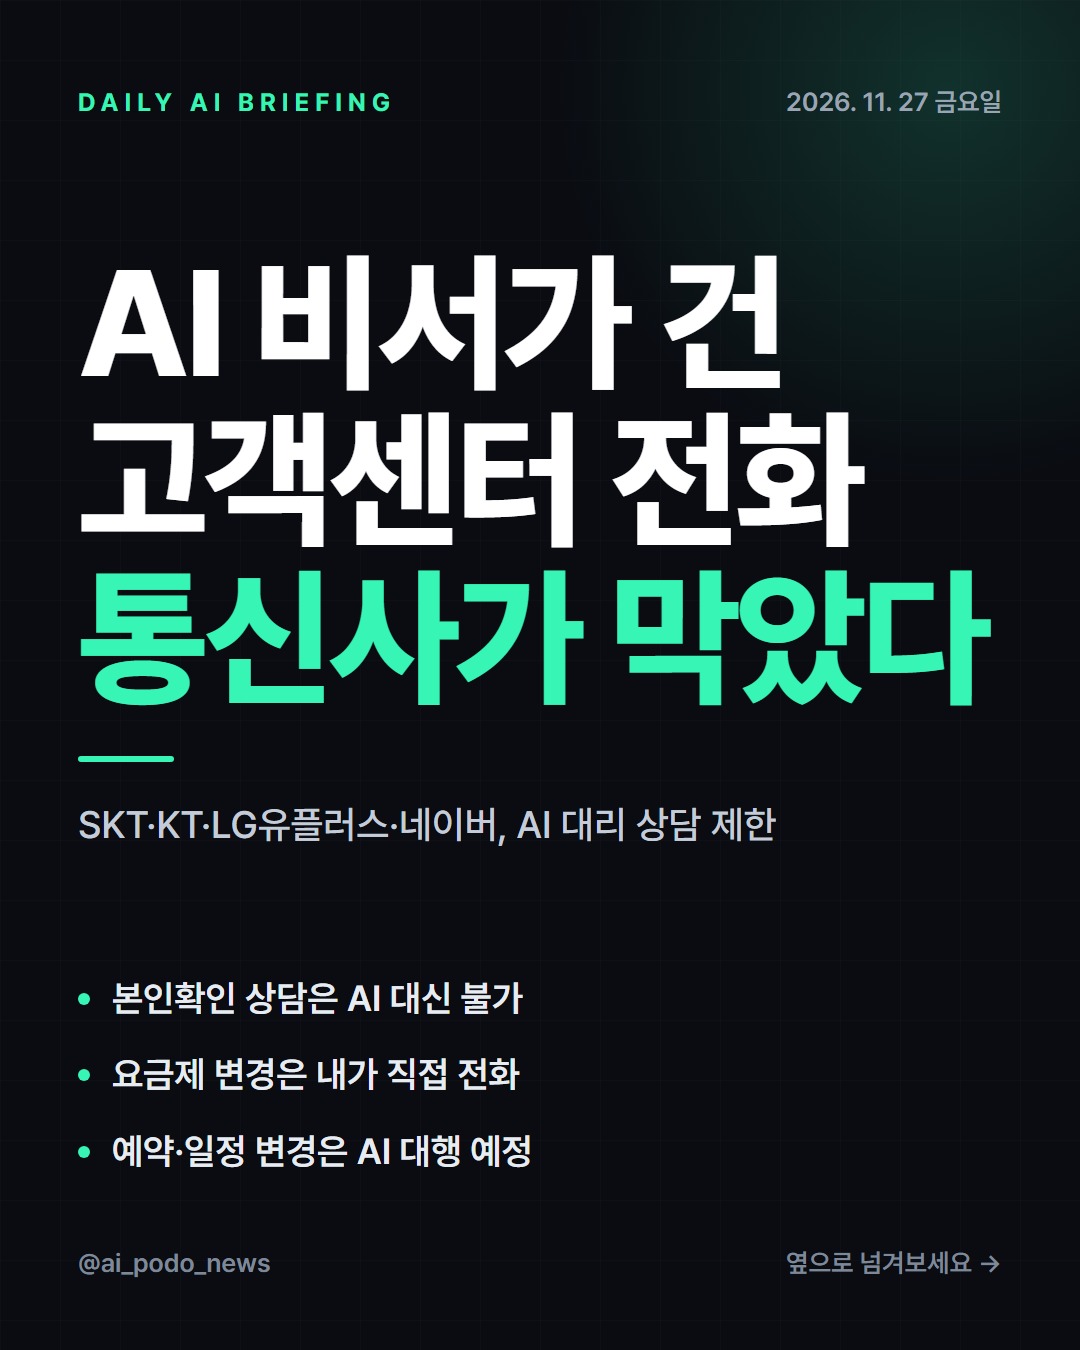 DAILY AI BRIEFING
2026. 11. 27 금요일
AI 비서가 건
고객센터 전화
통신사가 막았다
SKT·KT·LG유플러스·네이버, AI 대리 상담 제한
• 본인확인 상담은 AI 대신 불가
• 요금제 변경은 내가 직접 전화
• 예약·일정 변경은 AI 대행 예정
@ai_podo_news
옆으로 넘겨보세요 →